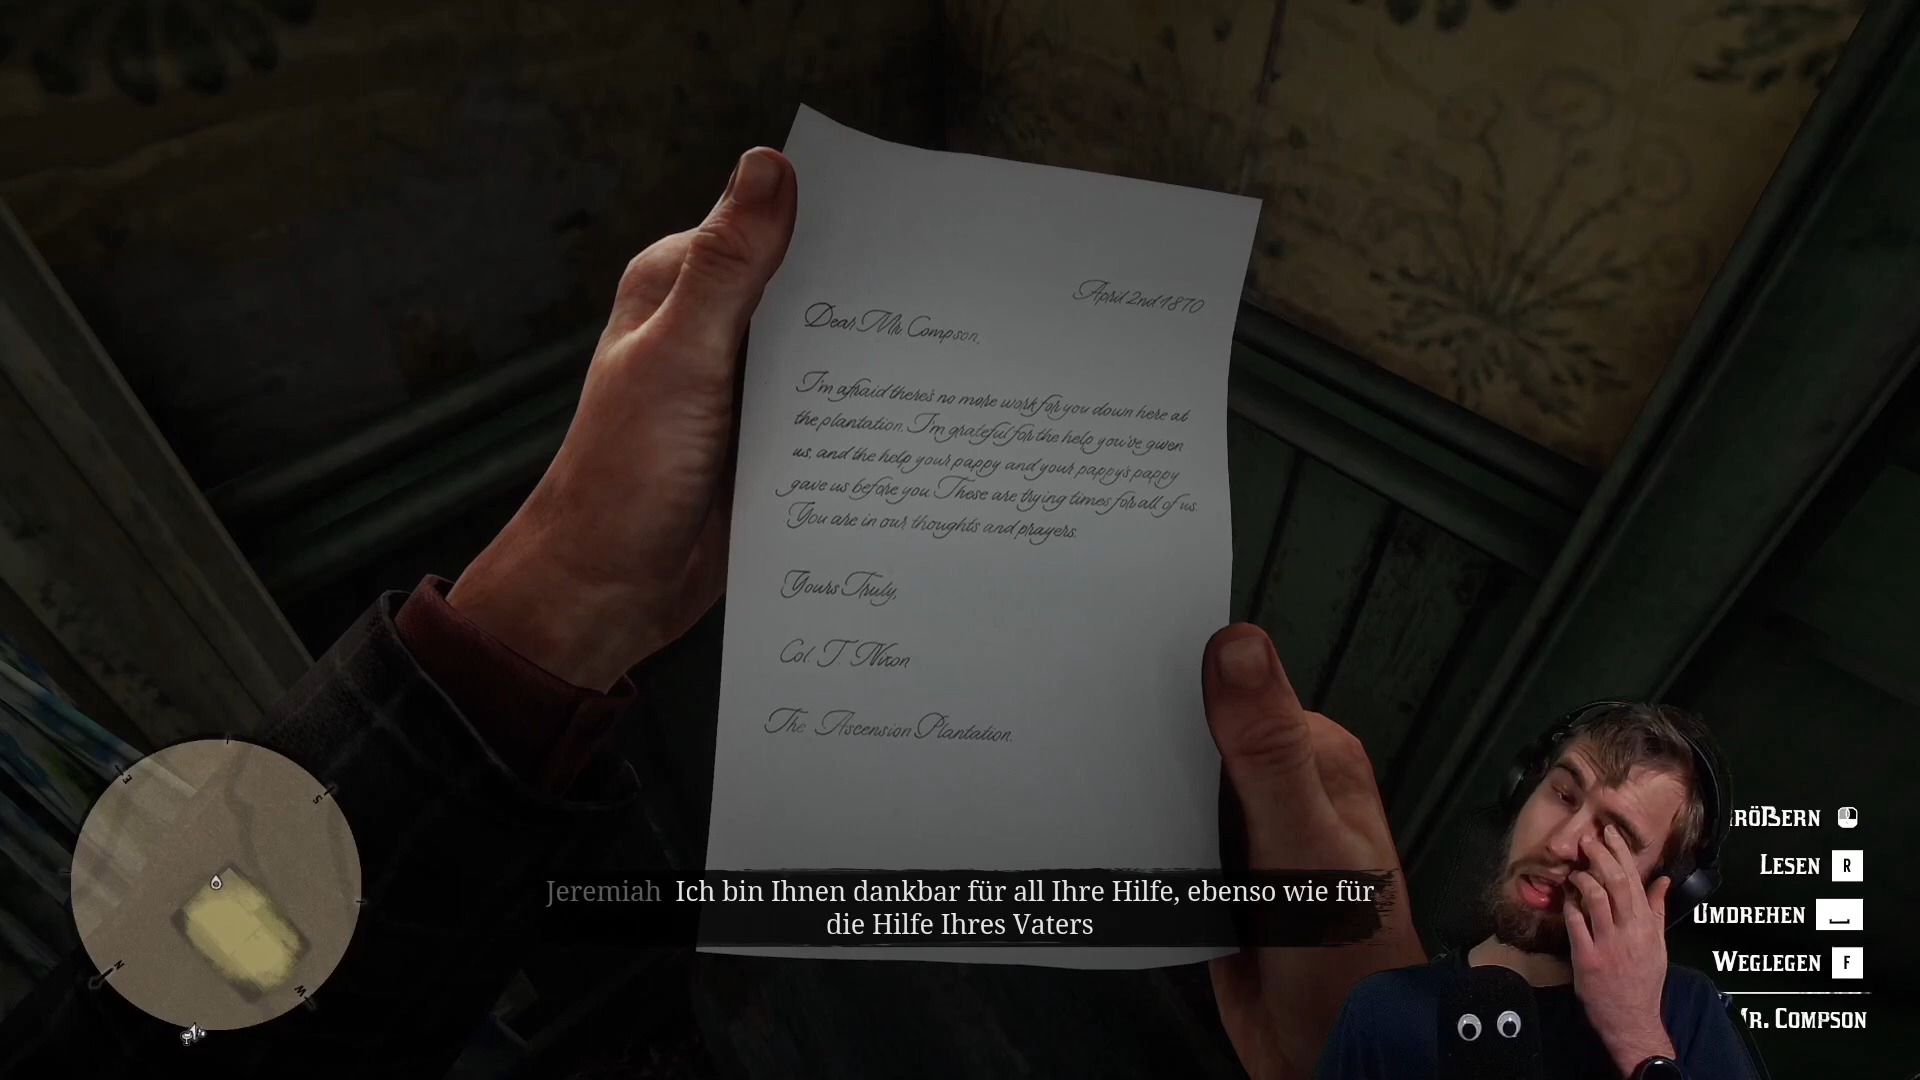 April 2nd 1870
Dear Mr Compson,
I'm afraid there's no more work for you down here at
the plantation. I'm grateful for the help you've given
us, and the help your pappy and your pappy's pappy
gave us before you. These are trying times for all of us.
You are in our thoughts and prayers.
Yours Truly,
Col. T. Nixon
The Ascension Plantation.
Jeremiah Ich bin Ihnen dankbar für all Ihre Hilfe, ebenso wie für
die Hilfe Ihres Vaters
RÖẞERN
LESEN R
UMDREHEN
WEGLEGEN F
MR. COMPSON
E
S
N
W